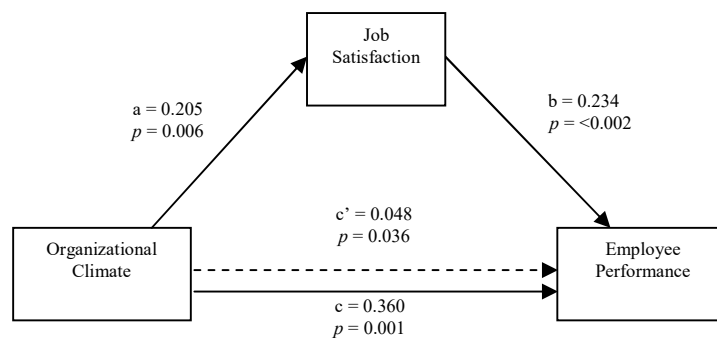 Job
Satisfaction
a = 0.205
p = 0.006
b = 0.234
p = <0.002
c’ = 0.048
p = 0.036
Organizational
Climate
Employee
Performance
c = 0.360
p = 0.001